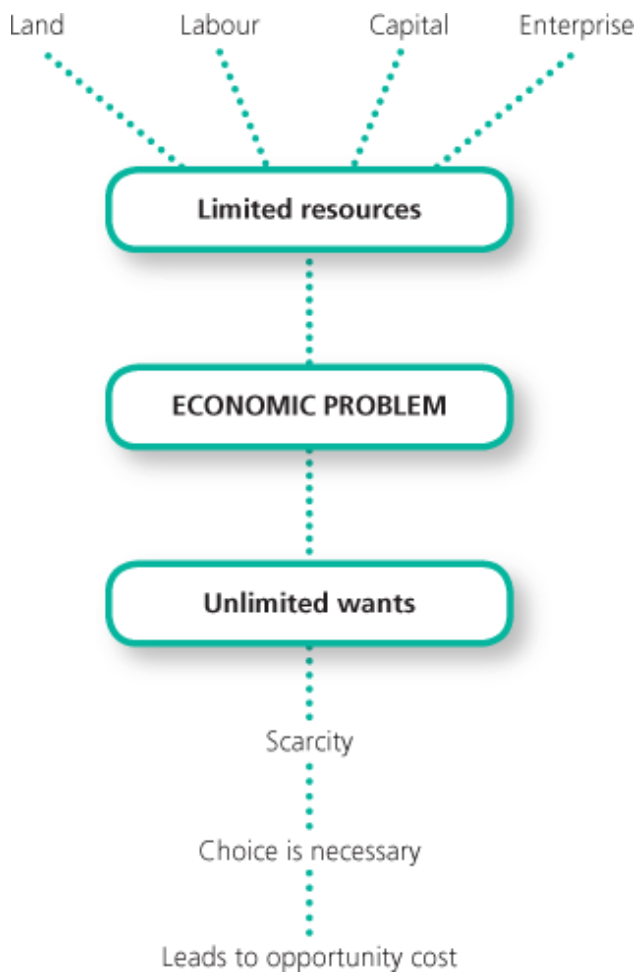 Land Labour Capital Enterprise
Limited resources
ECONOMIC PROBLEM
Unlimited wants
Scarcity
Choice is necessary
Leads to opportunity cost